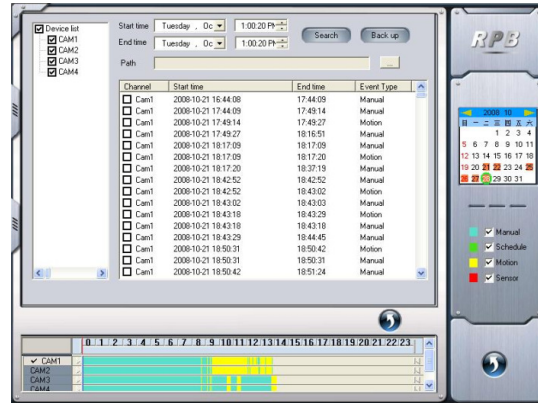 Device list
CAM1
CAM2
CAM3
CAM4
Start time Tuesday , Oc 1:00:20 PM
End time Tuesday , Oc 1:00:20 PM
Search Back up
Path ...
Channel Start time End time Event Type
Cam1 2008-10-21 16:44:08 17:44:09 Manual
Cam1 2008-10-21 17:44:09 17:49:14 Manual
Cam1 2008-10-21 17:49:14 17:49:27 Motion
Cam1 2008-10-21 17:49:27 18:16:51 Manual
Cam1 2008-10-21 18:17:09 18:17:09 Manual
Cam1 2008-10-21 18:17:09 18:17:20 Motion
Cam1 2008-10-21 18:17:20 18:37:19 Manual
Cam1 2008-10-21 18:42:52 18:42:52 Manual
Cam1 2008-10-21 18:42:52 18:43:02 Motion
Cam1 2008-10-21 18:43:02 18:43:03 Manual
Cam1 2008-10-21 18:43:18 18:43:29 Motion
Cam1 2008-10-21 18:43:18 18:43:18 Manual
Cam1 2008-10-21 18:43:29 18:44:45 Manual
Cam1 2008-10-21 18:50:31 18:50:42 Motion
Cam1 2008-10-21 18:50:31 18:50:31 Manual
Cam1 2008-10-21 18:50:42 18:51:24 Manual
RPB
2008 10
日 一 二 三 四 五 六
1 2 3 4
5 6 7 8 9 10 11
12 13 14 15 16 17 18
19 20 21 22 23 24 25
26 27 28 29 30 31
Manual
Schedule
Motion
Sensor
0 1 2 3 4 5 6 7 8 9 10 11 12 13 14 15 16 17 18 19 20 21 22 23
CAM1
CAM2
CAM3
CAM4